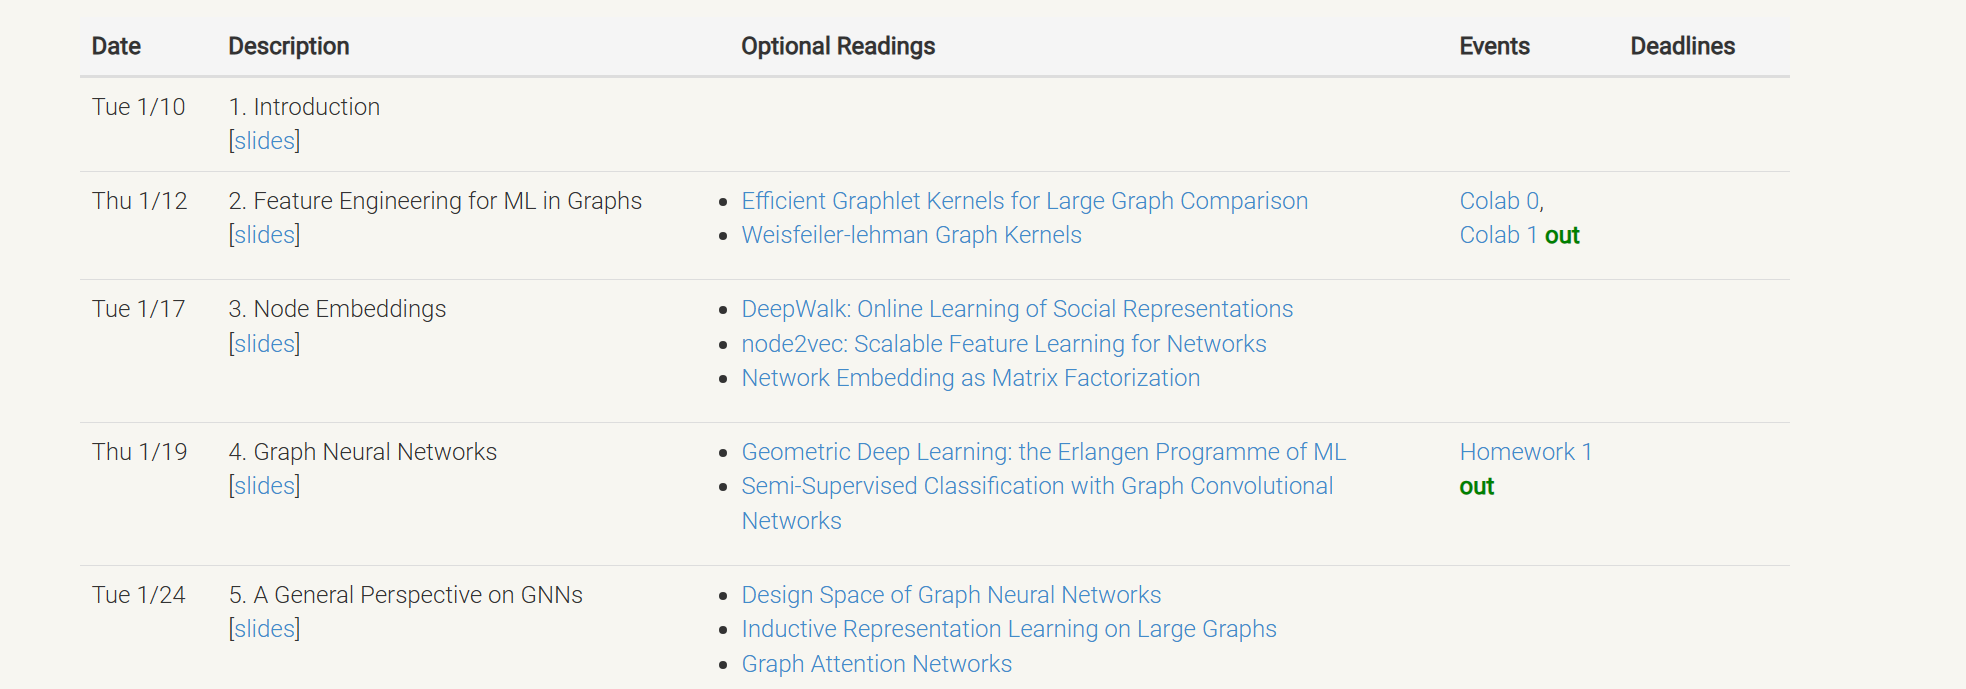 Date Description Optional Readings Events Deadlines
Tue 1/10 1. Introduction
[slides]
Thu 1/12 2. Feature Engineering for ML in Graphs • Efficient Graphlet Kernels for Large Graph Comparison Colab 0,
[slides] • Weisfeiler-lehman Graph Kernels Colab 1 out
Tue 1/17 3. Node Embeddings • DeepWalk: Online Learning of Social Representations
[slides] • node2vec: Scalable Feature Learning for Networks
• Network Embedding as Matrix Factorization
Thu 1/19 4. Graph Neural Networks • Geometric Deep Learning: the Erlangen Programme of ML Homework 1
[slides] • Semi-Supervised Classification with Graph Convolutional out
Networks
Tue 1/24 5. A General Perspective on GNNs • Design Space of Graph Neural Networks
[slides] • Inductive Representation Learning on Large Graphs
• Graph Attention Networks